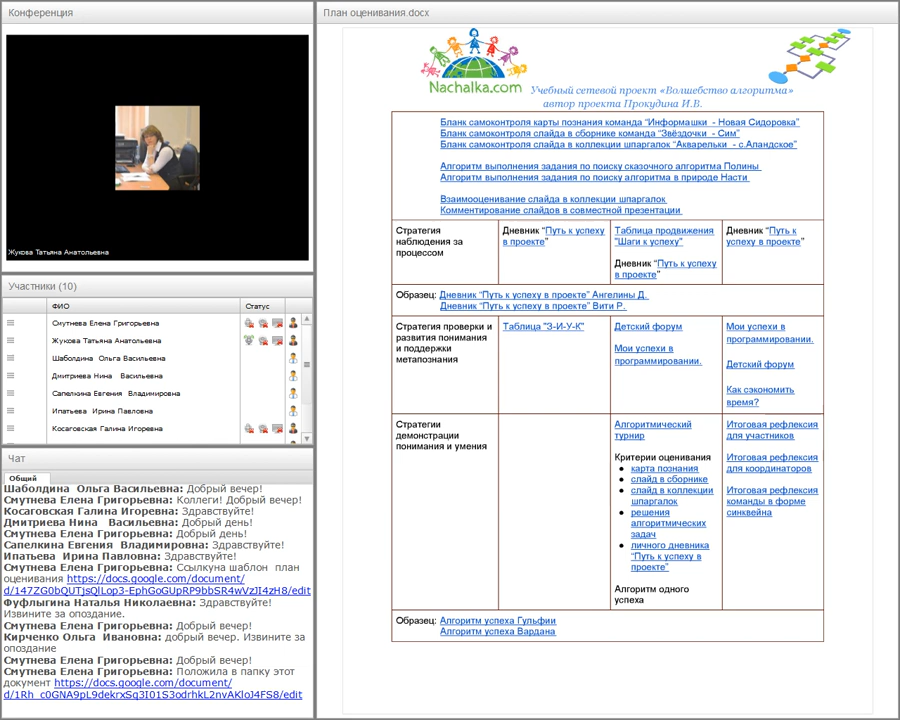 Конференция
Жукова Татьяна Анатольевна
Участники (10)
ФИО
Статус
Смутнева Елена Григорьевна
Жукова Татьяна Анатольевна
Шаболдина Ольга Васильевна
Дмитриева Нина Васильевна
Сапелкина Евгения Владимировна
Ипатьева Ирина Павловна
Косаговская Галина Игоревна
Чат
Общий
Шаболдина Ольга Васильевна: Добрый вечер!
Смутнева Елена Григорьевна: Коллеги! Добрый вечер!
Косаговская Галина Игоревна: Здравствуйте!
Дмитриева Нина Васильевна: Добрый день!
Смутнева Елена Григорьевна: Добрый день!
Сапелкина Евгения Владимировна: Здравствуйте!
Ипатьева Ирина Павловна: Здравствуйте!
Смутнева Елена Григорьевна: Ссылкуна шаблон план
оценивания https://docs.google.com/document/
d/147ZG0bQUTjsQlLop3-EphGoGUpRP9bbSR4wVzJI4zH8/edit
Фуфлыгина Наталья Николаевна: Здравствуйте!
Извините за опоздание.
Смутнева Елена Григорьевна: Добрый вечер!
Кирченко Ольга Ивановна: добрый вечер. Извините за
опоздание
Смутнева Елена Григорьевна: Добрый вечер!
Смутнева Елена Григорьевна: Положила в папку этот
документ https://docs.google.com/document/
d/1Rh_c0GNA9pL9dekrxSq3I01S3odrhkL2nvAKloJ4FS8/edit
План оценивания.docx
Nachalka.com
Учебный сетевой проект «Волшебство алгоритма»
автор проекта Прокудина И.В.
Бланк самоконтроля карты познания команда “Информашки - Новая Сидоровка”
Бланк самоконтроля слайда в сборнике команда “Звёздочки - Сим”
Бланк самоконтроля слайда в коллекции шпаргалок “Акварельки - с.Аландское”
Алгоритм выполнения задания по поиску сказочного алгоритма Полины
Алгоритм выполнения задания по поиску алгоритма в природе Насти
Взаимооценивание слайда в коллекции шпаргалок
Комментирование слайдов в совместной презентации
Стратегия
наблюдения за
процессом
Дневник “Путь к успеху
в проекте”
Таблица продвижения
"Шаги к успеху"
Дневник “Путь к успеху
в проекте”
Дневник “Путь к
успеху в проекте”
Образец: Дневник “Путь к успеху в проекте” Ангелины Д.
Дневник “Путь к успеху в проекте” Вити Р.
Стратегия проверки и
развития понимания
и поддержки
метапознания
Таблица "З-И-У-К"
Детский форум
Мои успехи в
программировании.
Мои успехи в
программировании.
Детский форум
Как сэкономить
время?
Стратегии
демонстрации
понимания и умения
Алгоритмический
турнир
Критерии оценивания
● карта познания
● слайд в сборнике
● слайд в коллекции
шпаргалок
● решения
алгоритмических
задач
● личного дневника
“Путь к успеху в
проекте”
Алгоритм одного
успеха
Итоговая рефлексия
для участников
Итоговая рефлексия
для координаторов
Итоговая рефлексия
команды в форме
синквейна
Образец: Алгоритм успеха Гульфии
Алгоритм успеха Вардана